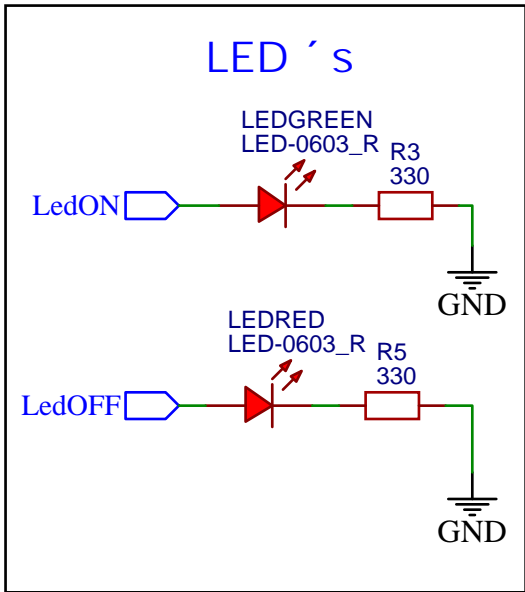 LED ´ s
LEDGREEN
LED-0603_R
R3
330
LedON
GND
LEDRED
LED-0603_R
R5
330
LedOFF
GND